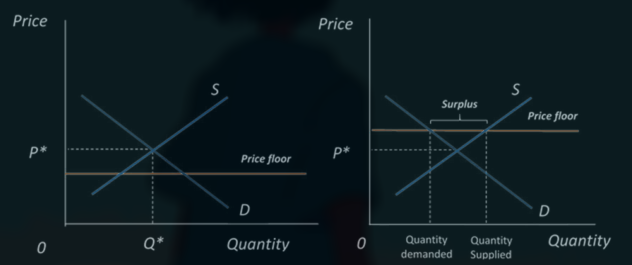 Price
S
P*
Price floor
D
0
Q*
Quantity
Price
S
Surplus
Price floor
P*
D
0
Quantity
demanded
Quantity
Supplied
Quantity